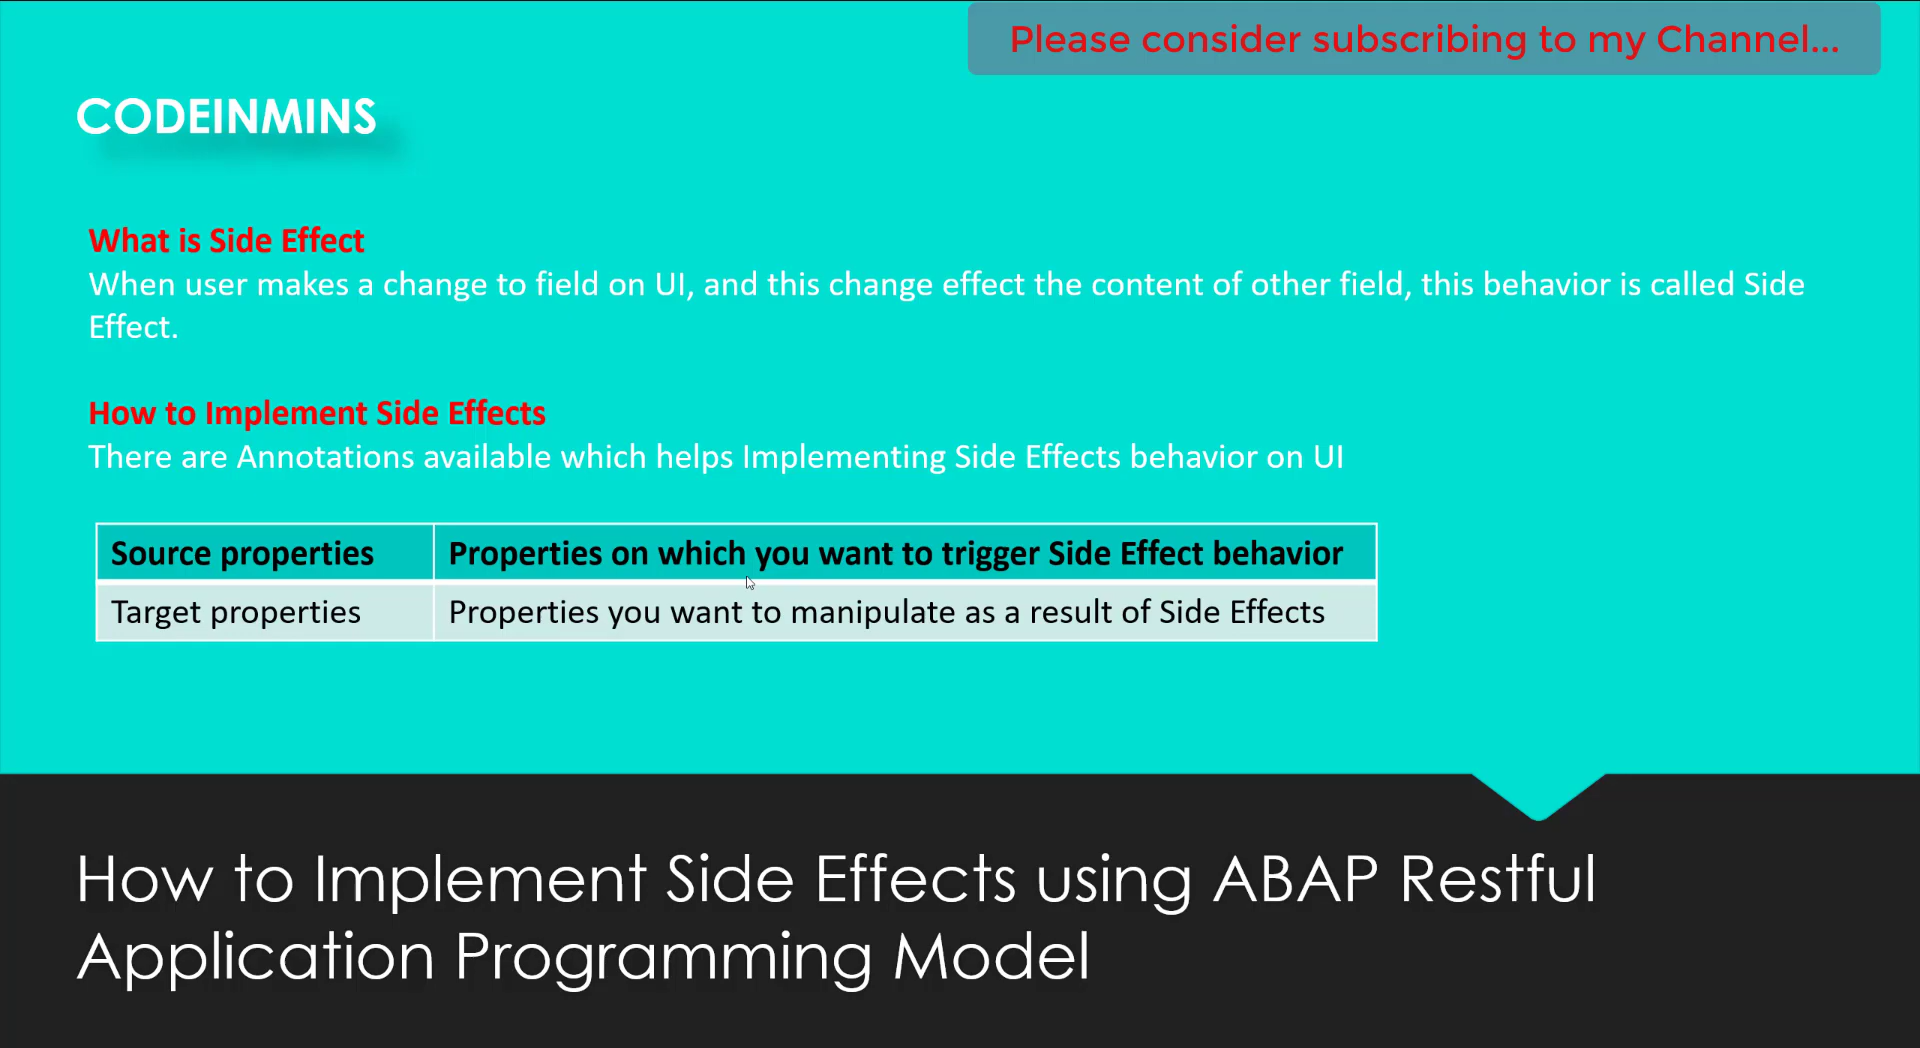 Please consider subscribing to my Channel...
CODEINMINS
What is Side Effect
When user makes a change to field on UI, and this change effect the content of other field, this behavior is called Side
Effect.
How to Implement Side Effects
There are Annotations available which helps Implementing Side Effects behavior on UI
Source properties Properties on which you want to trigger Side Effect behavior
Target properties Properties you want to manipulate as a result of Side Effects
How to Implement Side Effects using ABAP Restful
Application Programming Model